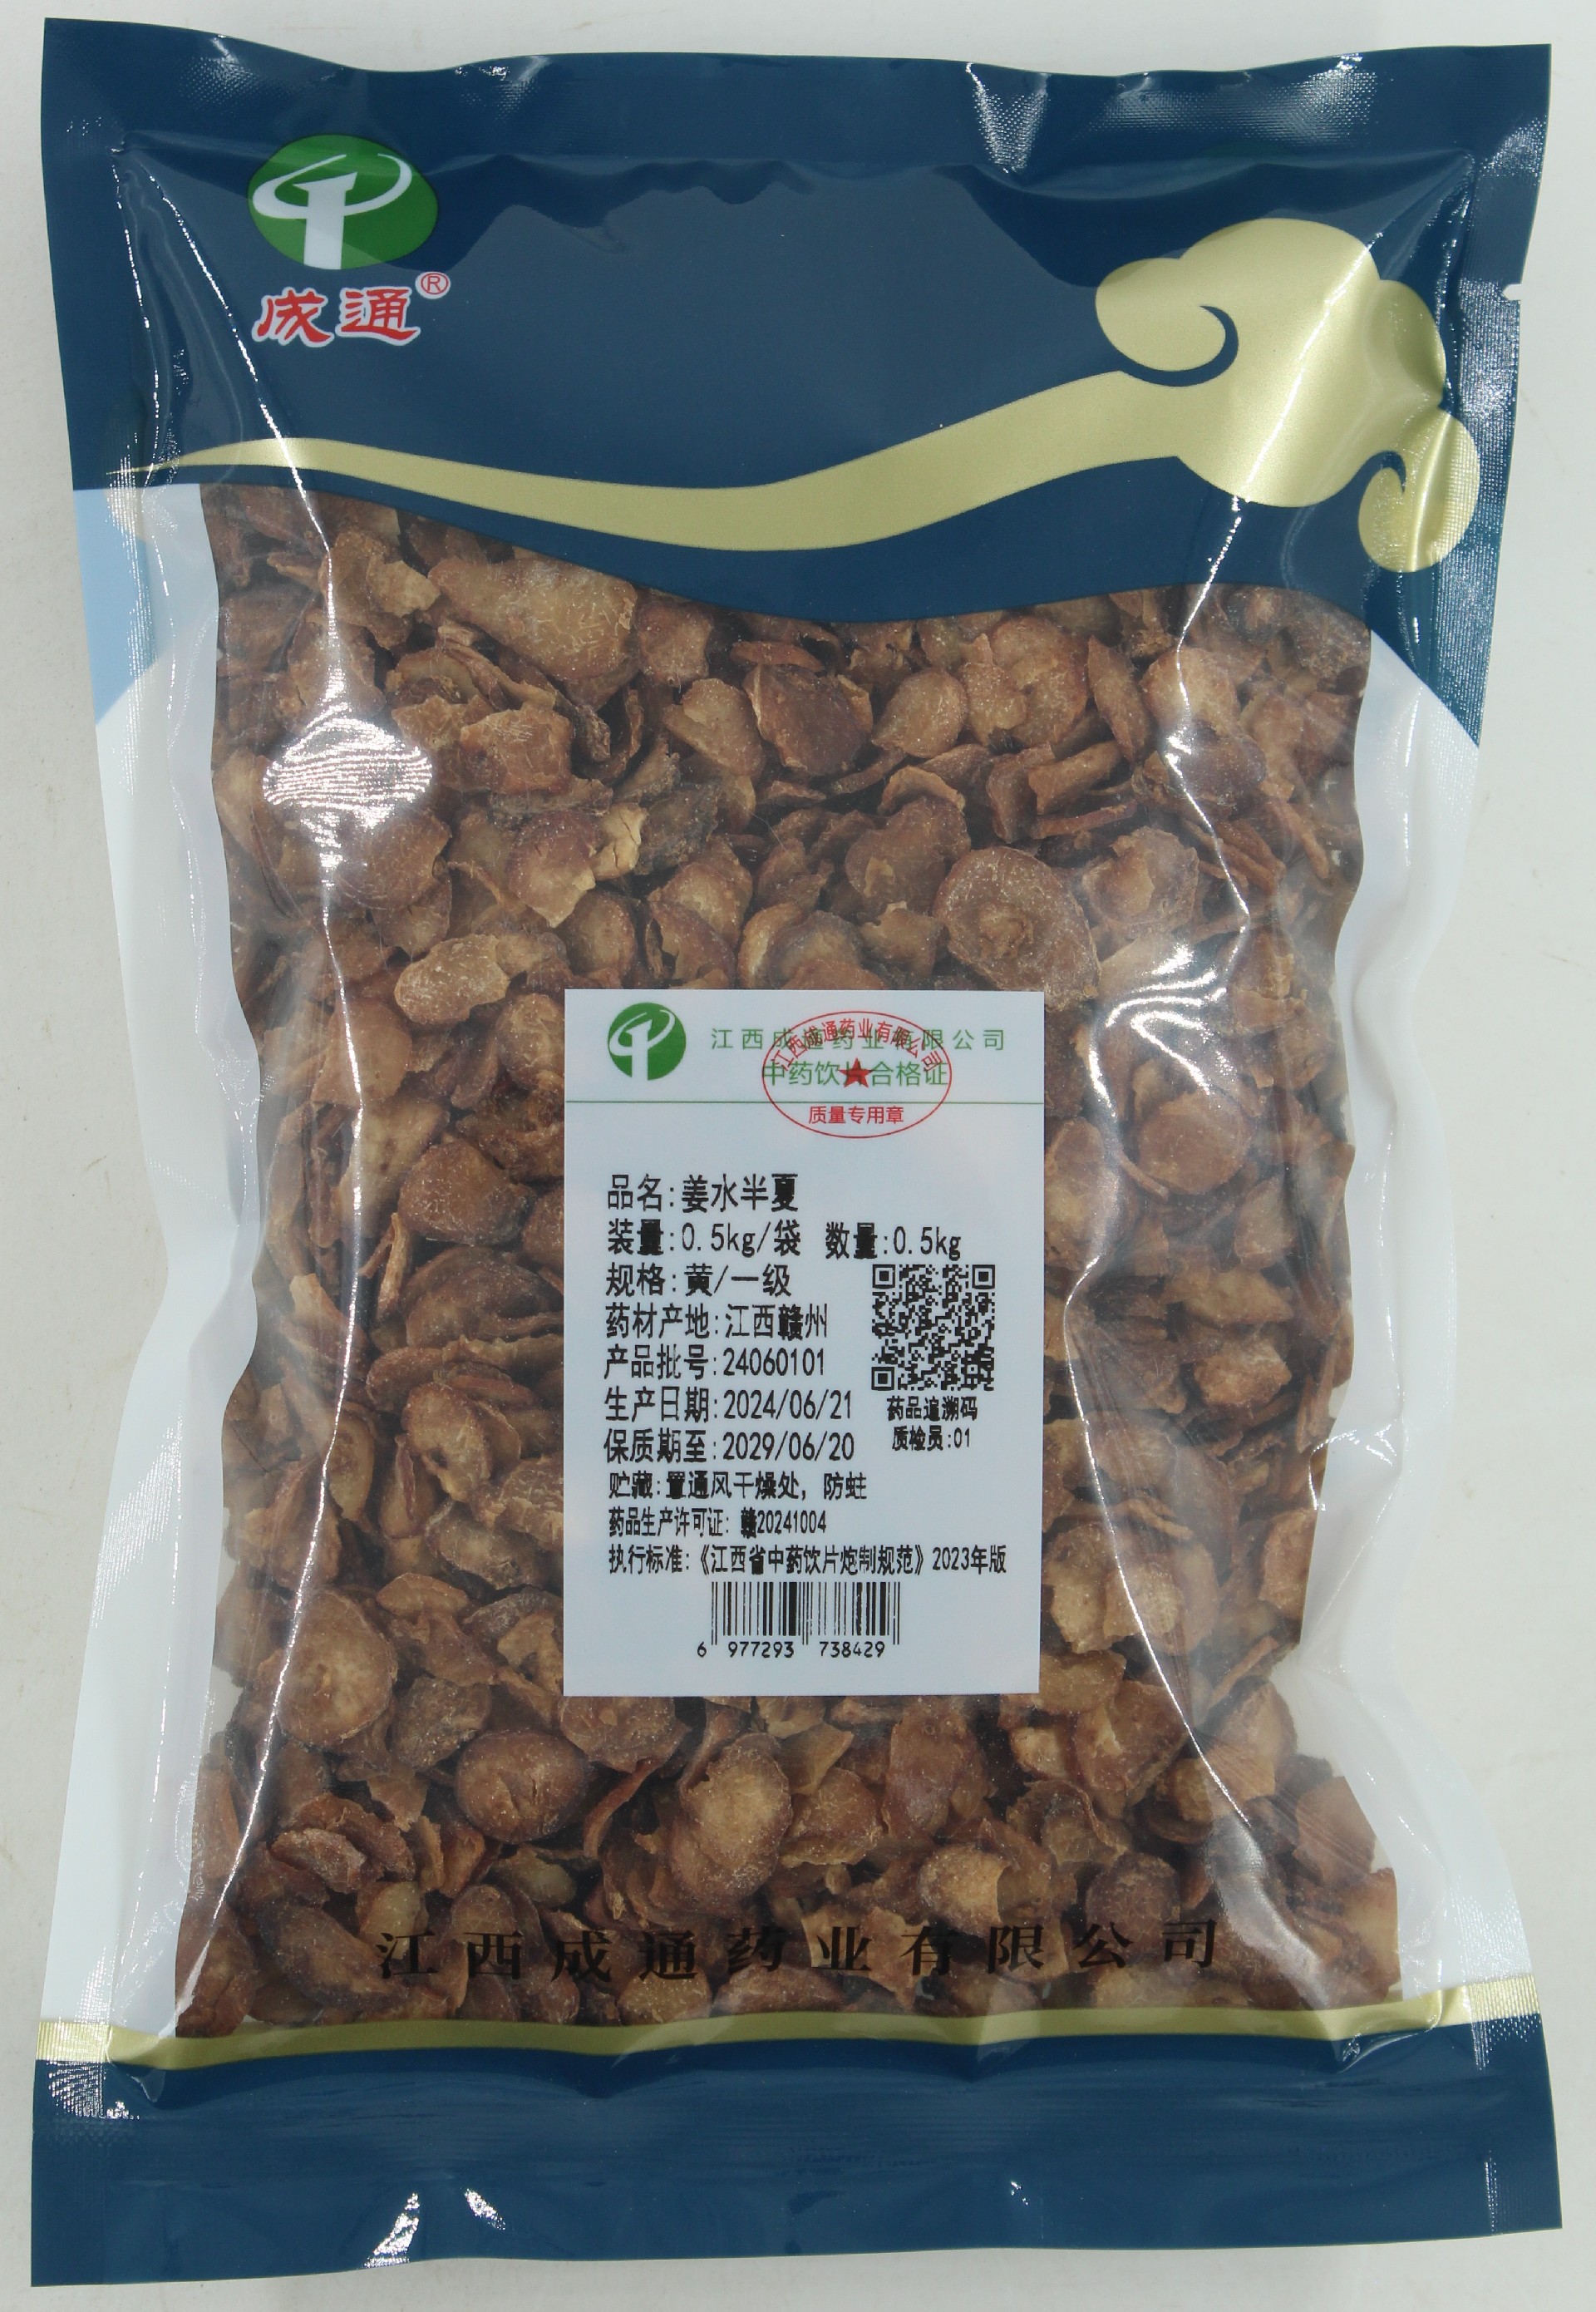 成通®
江西成通药业有限公司
中药饮片合格证
江西成通药业有限公司
质量专用章
品名:姜水半夏
装量:0.5kg/袋 数量:0.5kg
规格:黄/一级
药材产地:江西赣州
产品批号:24060101
生产日期:2024/06/21
保质期至:2029/06/20
药品追溯码
质检员:01
贮藏:置通风干燥处，防蛀
药品生产许可证：赣20241004
执行标准:《江西省中药饮片炮制规范》2023年版
6 977293 738429
江西成通药业有限公司